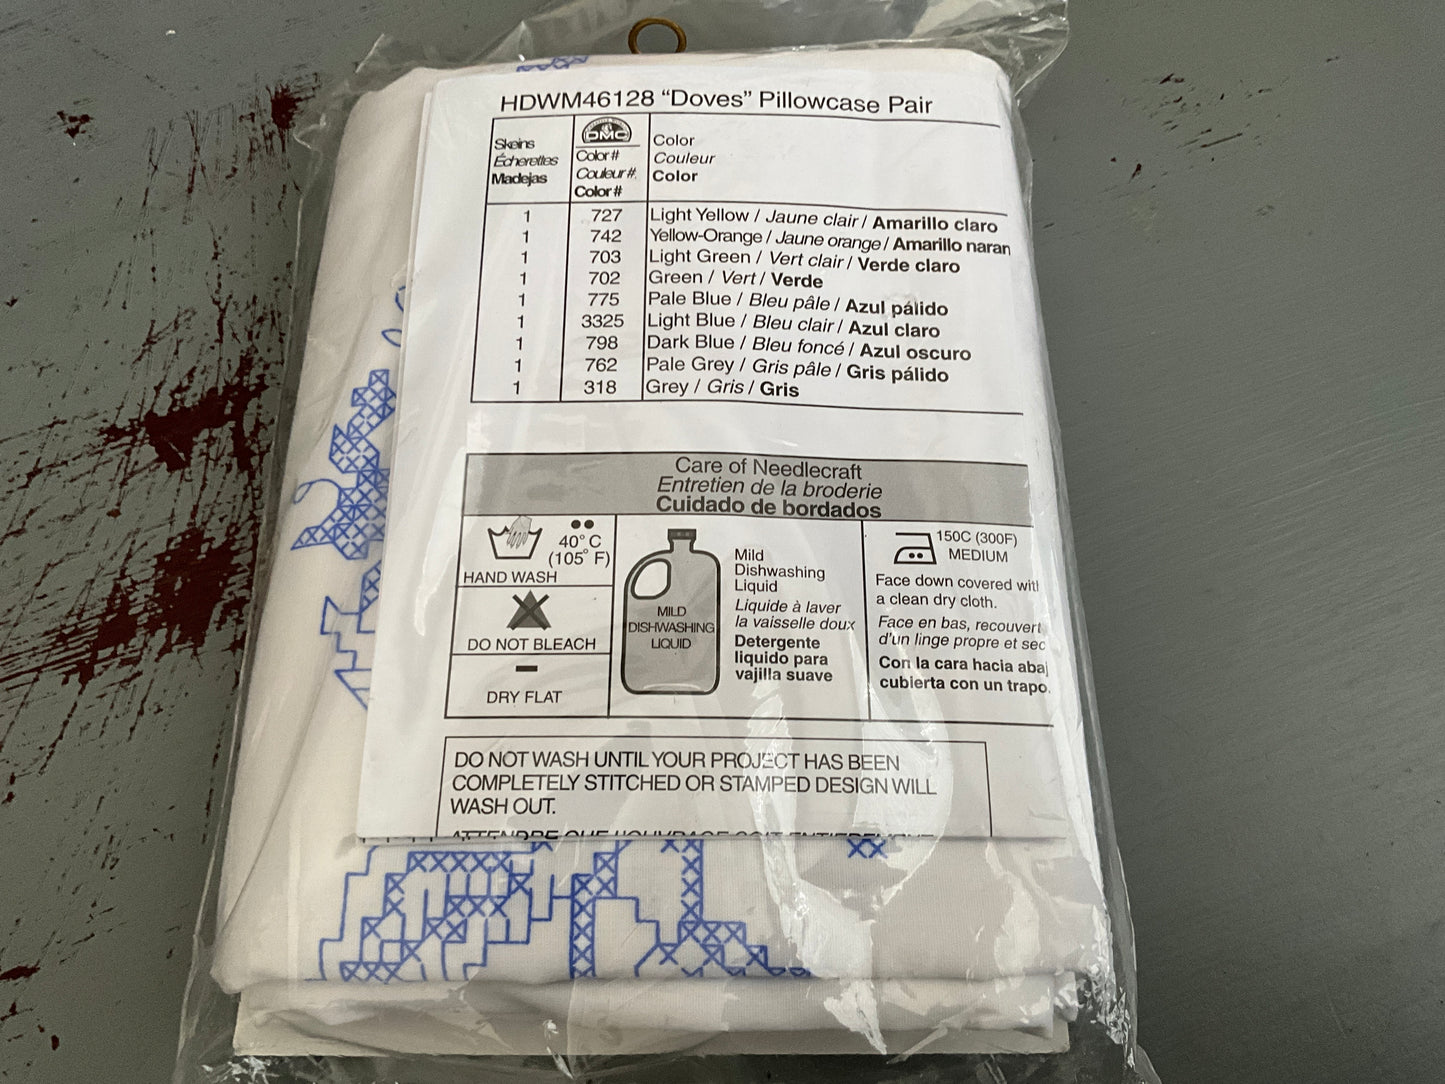 HDWM46128 “Doves” Pillowcase Pair
Skeins
Écherettes
Madejas
DMC
Color #
Couleur #
Color #
Color
Couleur
Color
1 727 Light Yellow / Jaune clair / Amarillo claro
1 742 Yellow-Orange / Jaune orange / Amarillo naran
1 703 Light Green / Vert clair / Verde claro
1 702 Green / Vert / Verde
1 775 Pale Blue / Bleu pâle / Azul pálido
1 3325 Light Blue / Bleu clair / Azul claro
1 798 Dark Blue / Bleu foncé / Azul oscuro
1 762 Pale Grey / Gris pâle / Gris pálido
1 318 Grey / Gris / Gris
Care of Needlecraft
Entretien de la broderie
Cuidado de bordados
40° C
(105° F)
HAND WASH
DO NOT BLEACH
DRY FLAT
MILD
DISHWASHING
LIQUID
Mild
Dishwashing
Liquid
Liquide à laver
la vaisselle doux
Detergente
liquido para
vajilla suave
150C (300F)
MEDIUM
Face down covered with
a clean dry cloth.
Face en bas, recouvert
d'un linge propre et sec
Con la cara hacia abaj
cubierta con un trapo.
DO NOT WASH UNTIL YOUR PROJECT HAS BEEN
COMPLETELY STITCHED OR STAMPED DESIGN WILL
WASH OUT.
ATTENDRE QUE L'OUVRAGE SOIT ENTIEREMENT